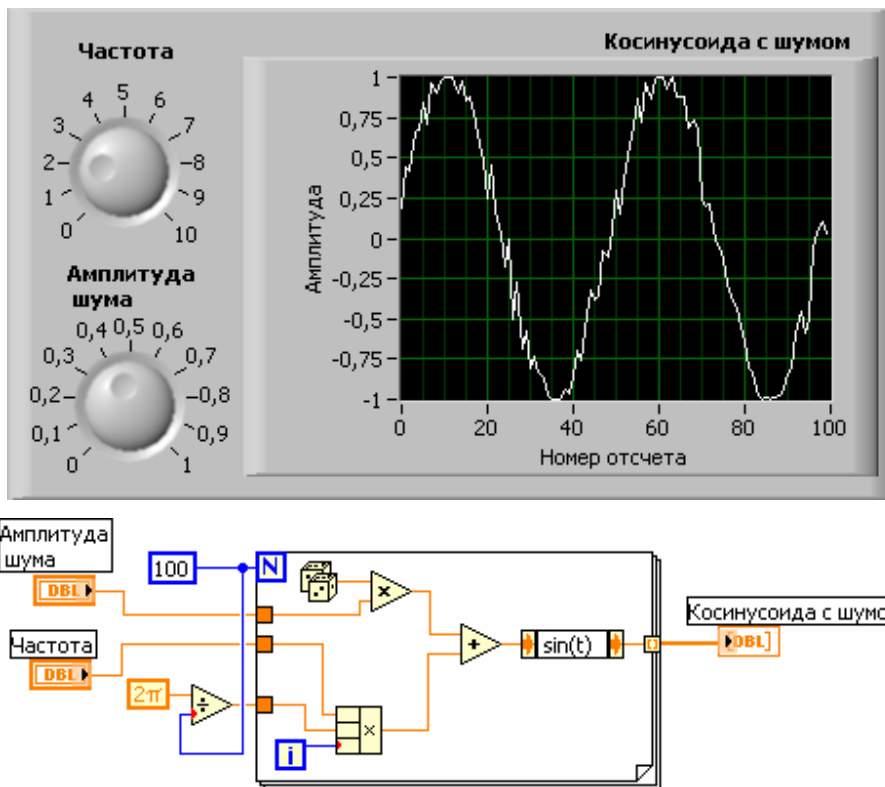 Частота
Косинусоида с шумом
0 1 2 3 4 5 6 7 8 9 10
Амплитуда
шума
0 0,1 0,2 0,3 0,4 0,5 0,6 0,7 0,8 0,9 1
Амплитуда
1
0,75
0,5
0,25
0
-0,25
-0,5
-0,75
-1
0 20 40 60 80 100
Номер отсчета
Амплитуда
шума
DBL
100
N
Частота
DBL
2π
÷
i
×
×
+
sin(t)
Косинусоида с шумо
[DBL]